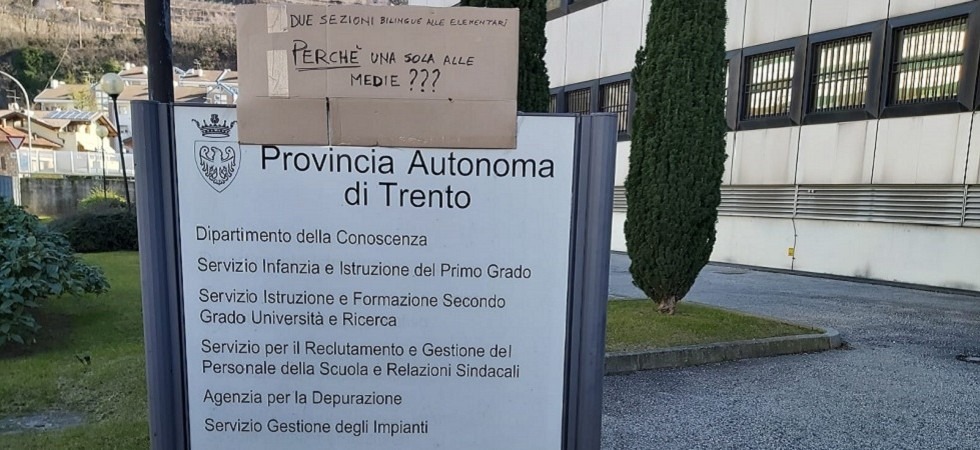 DUE SEZIONI BILINGUE ALLE ELEMENTARI
PERCHÈ UNA SOLA ALLE
MEDIE ???
Provincia Autonoma
di Trento
Dipartimento della Conoscenza
Servizio Infanzia e Istruzione del Primo Grado
Servizio Istruzione e Formazione Secondo
Grado Università e Ricerca
Servizio per il Reclutamento e Gestione del
Personale della Scuola e Relazioni Sindacali
Agenzia per la Depurazione
Servizio Gestione degli Impianti